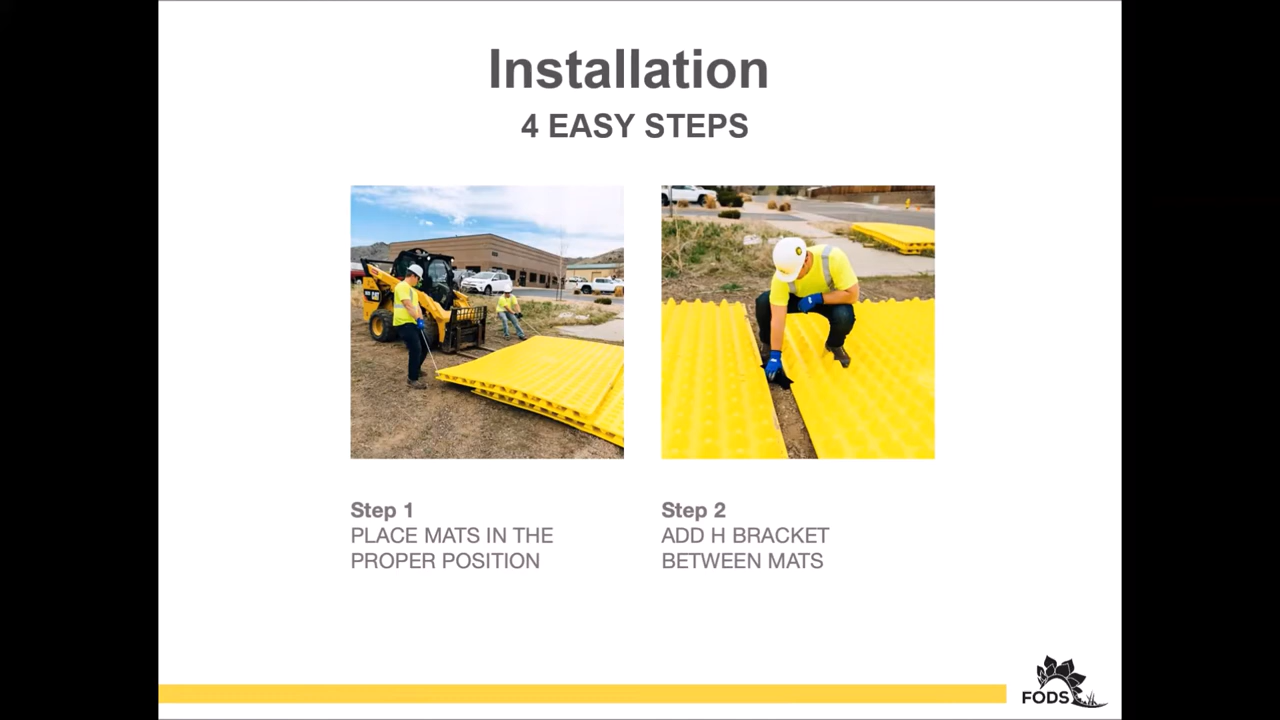 Installation
4 EASY STEPS
Step 1
PLACE MATS IN THE
PROPER POSITION
Step 2
ADD H BRACKET
BETWEEN MATS
FODS